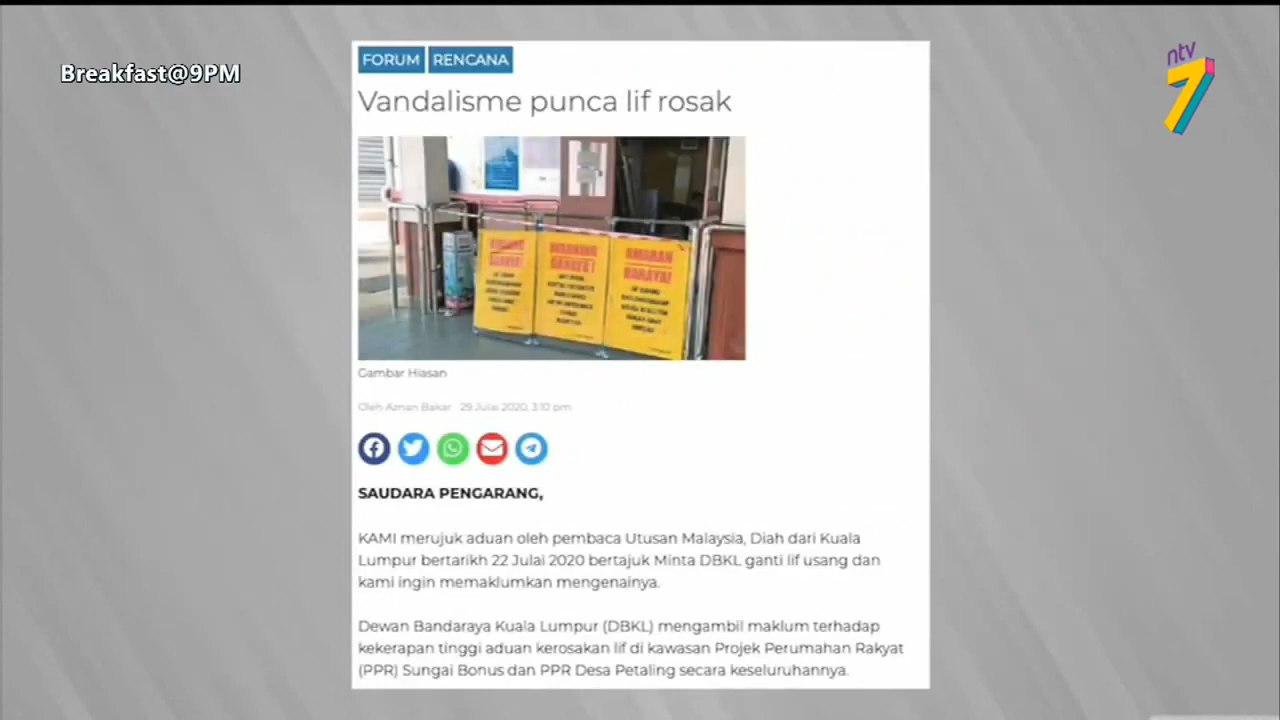 Breakfast@9PM
ntv
7
FORUM RENCANA
Vandalisme punca lif rosak
Gambar Hiasan
Oleh Aznan Bakar 29 Julai 2020, 3:10 pm
SAUDARA PENGARANG,
KAMI merujuk aduan oleh pembaca Utusan Malaysia, Diah dari Kuala
Lumpur bertarikh 22 Julai 2020 bertajuk Minta DBKL ganti lif usang dan
kami ingin memaklumkan mengenainya.
Dewan Bandaraya Kuala Lumpur (DBKL) mengambil maklum terhadap
kekerapan tinggi aduan kerosakan lif di kawasan Projek Perumahan Rakyat
(PPR) Sungai Bonus dan PPR Desa Petaling secara keseluruhannya.